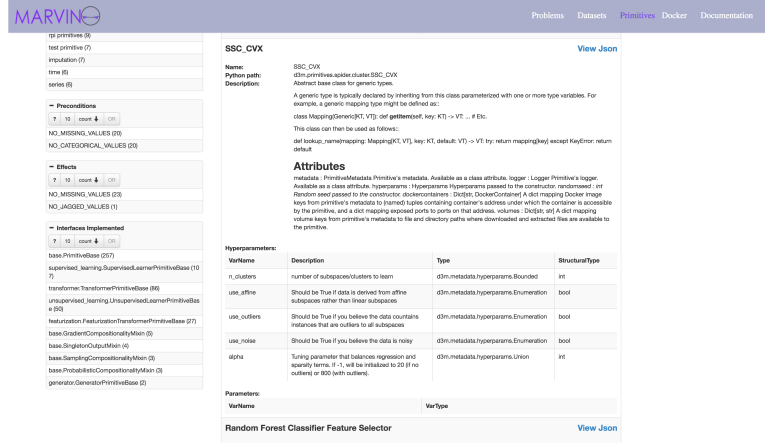 MARVIN
Problems Datasets Primitives Docker Documentation
rpi primitives (9)
test primitive (7)
imputation (7)
time (6)
series (6)
− Preconditions
? 10 count OR
NO_MISSING_VALUES (20)
NO_CATEGORICAL_VALUES (20)
− Effects
? 10 count OR
NO_MISSING_VALUES (23)
NO_JAGGED_VALUES (1)
− Interfaces Implemented
? 10 count OR
base.PrimitiveBase (257)
supervised_learning.SupervisedLearnerPrimitiveBase (10
7)
transformer.TransformerPrimitiveBase (86)
unsupervised_learning.UnsupervisedLearnerPrimitiveBas
e (50)
featurization.FeaturizationTransformerPrimitiveBase (27)
base.GradientCompositionalityMixin (5)
base.SingletonOutputMixin (4)
base.SamplingCompositionalityMixin (3)
base.ProbabilisticCompositionalityMixin (3)
generator.GeneratorPrimitiveBase (2)
SSC_CVX View Json
Name: SSC_CVX
Python path: d3m.primitives.spider.cluster.SSC_CVX
Description: Abstract base class for generic types.
A generic type is typically declared by inheriting from this class parameterized with one or more type variables. For
example, a generic mapping type might be defined as::
class Mapping(Generic[KT, VT]): def getitem(self, key: KT) -> VT: ... # Etc.
This class can then be used as follows::
def lookup_name(mapping: Mapping[KT, VT], key: KT, default: VT) -> VT: try: return mapping[key] except KeyError: return
default
Attributes
metadata : PrimitiveMetadata Primitive's metadata. Available as a class attribute. logger : Logger Primitive's logger.
Available as a class attribute. hyperparams : Hyperparams Hyperparams passed to the constructor. randomseed : int
Random seed passed to the constructor. dockercontainers : Dict[str, DockerContainer] A dict mapping Docker image
keys from primitive's metadata to (named) tuples containing container's address under which the container is accessible
by the primitive, and a dict mapping exposed ports to ports on that address. volumes : Dict[str, str] A dict mapping
volume keys from primitive's metadata to file and directory paths where downloaded and extracted files are available to
the primitive.
Hyperparameters:
VarName Description Type StructuralType
n_clusters number of subspaces/clusters to learn d3m.metadata.hyperparams.Bounded int
use_affine Should be True if data is derived from affine d3m.metadata.hyperparams.Enumeration bool
subspaces rather than linear subspaces
use_outliers Should be True if you believe the data countains d3m.metadata.hyperparams.Enumeration bool
instances that are outliers to all subspaces
use_noise Should be True if you believe the data is noisy d3m.metadata.hyperparams.Enumeration bool
alpha Tuning parameter that balances regression and d3m.metadata.hyperparams.Union int
sparsity terms. If -1, will be initialized to 20 (if no
outliers) or 800 (with outliers).
Parameters:
VarName VarType
Random Forest Classifier Feature Selector View Json